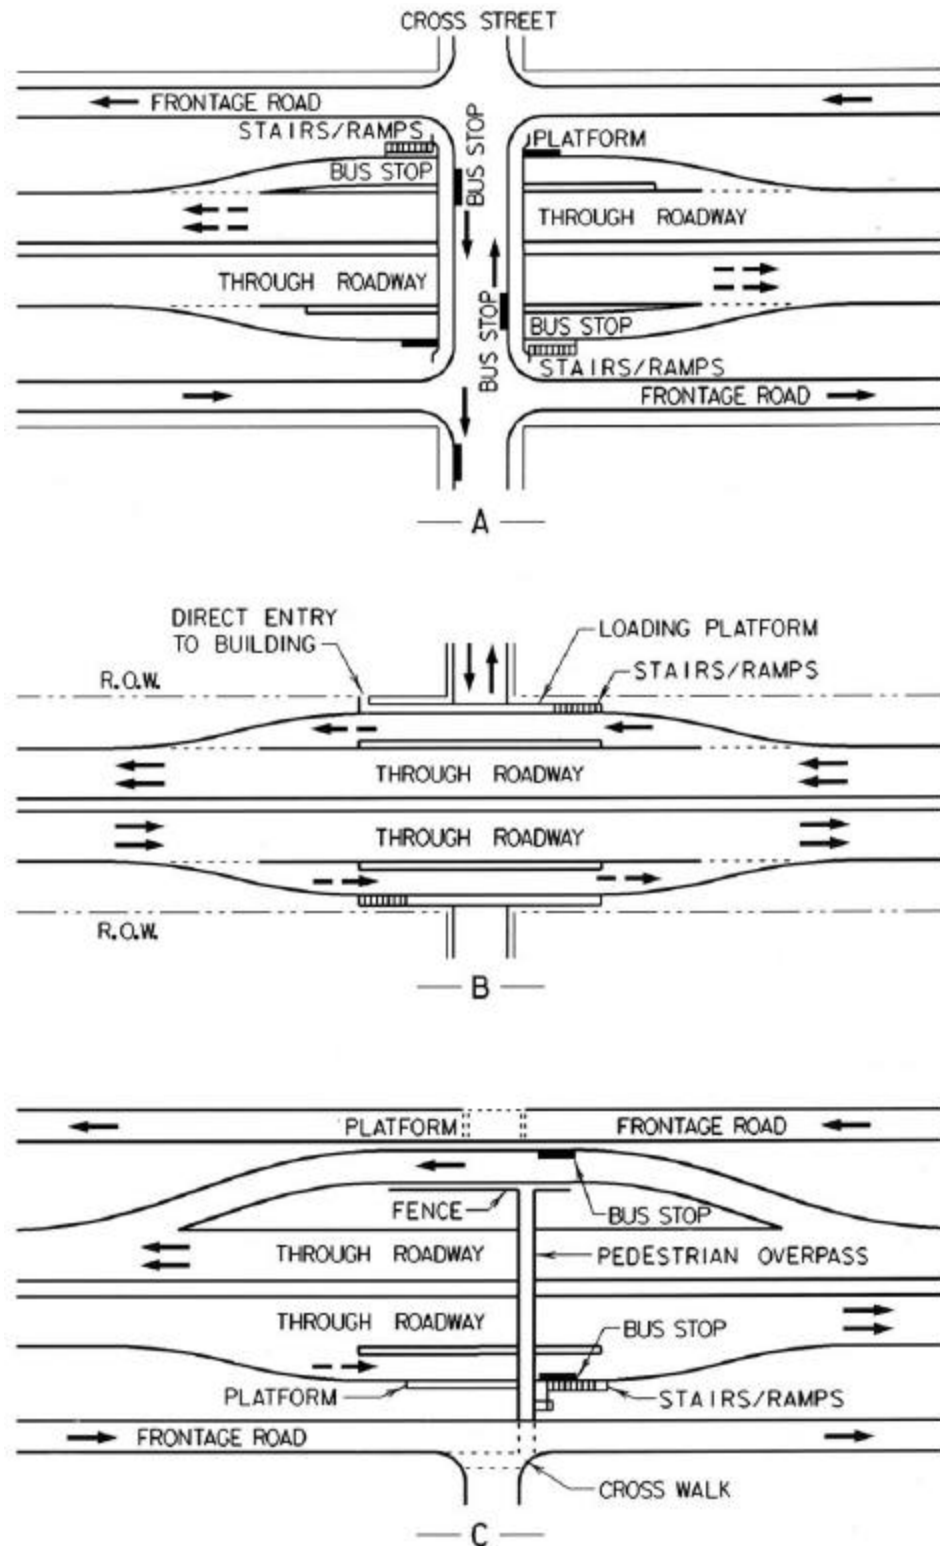 CROSS STREET
FRONTAGE ROAD
STAIRS/RAMPS
BUS STOP
PLATFORM
BUS STOP
THROUGH ROADWAY
THROUGH ROADWAY
BUS STOP
BUS STOP
STAIRS/RAMPS
FRONTAGE ROAD
A
DIRECT ENTRY
TO BUILDING
LOADING PLATFORM
STAIRS/RAMPS
R.O.W.
THROUGH ROADWAY
THROUGH ROADWAY
R.O.W.
B
PLATFORM
FRONTAGE ROAD
FENCE
BUS STOP
THROUGH ROADWAY
PEDESTRIAN OVERPASS
THROUGH ROADWAY
BUS STOP
PLATFORM
STAIRS/RAMPS
FRONTAGE ROAD
CROSS WALK
C